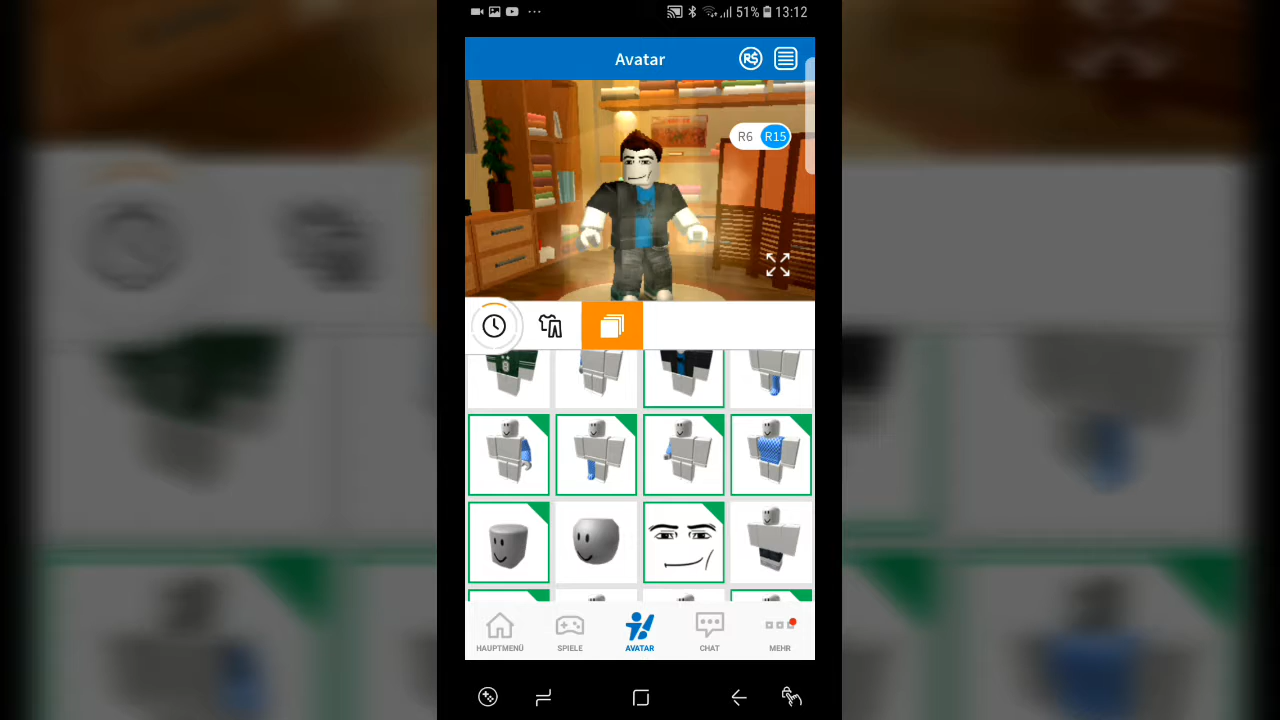 51% 13:12
Avatar
R$
R6 R15
HAUPTMENÜ SPIELE AVATAR CHAT MEHR